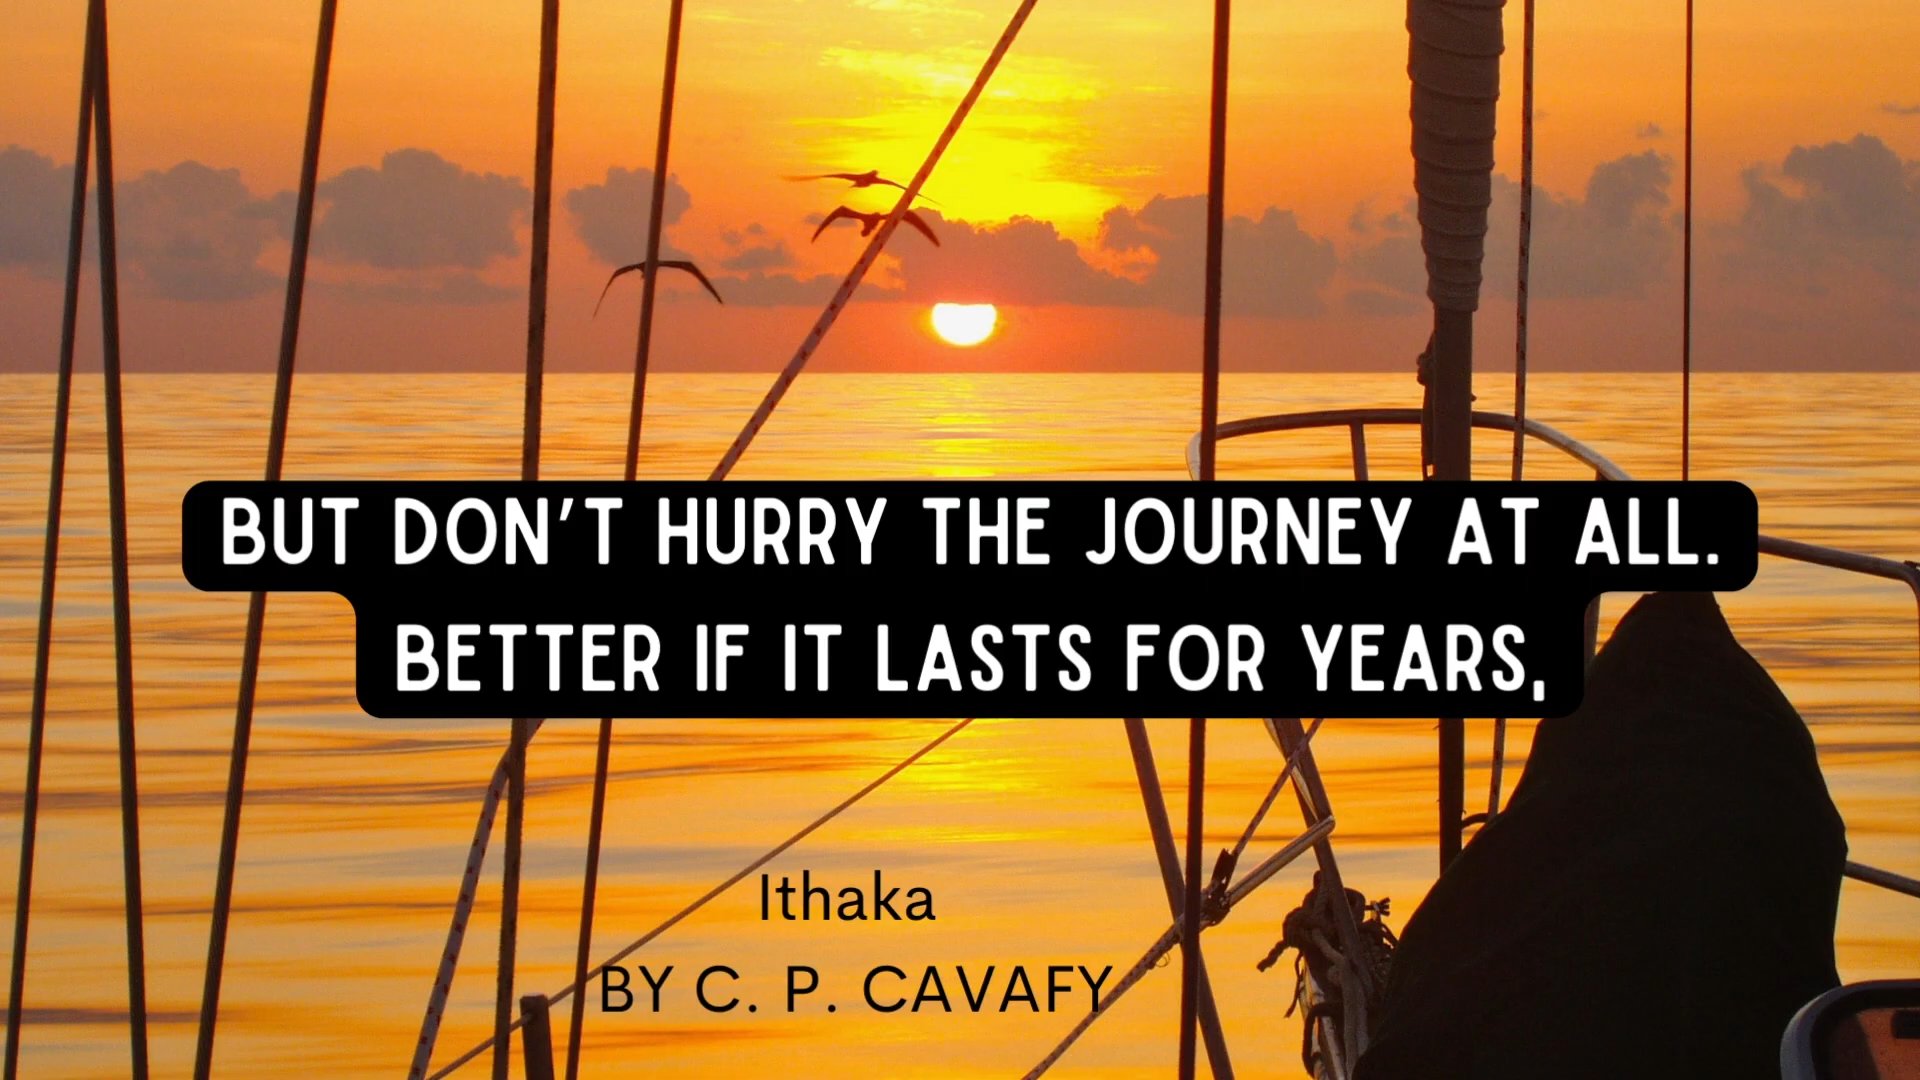 BUT DON'T HURRY THE JOURNEY AT ALL.
BETTER IF IT LASTS FOR YEARS,
Ithaka
BY C. P. CAVAFY